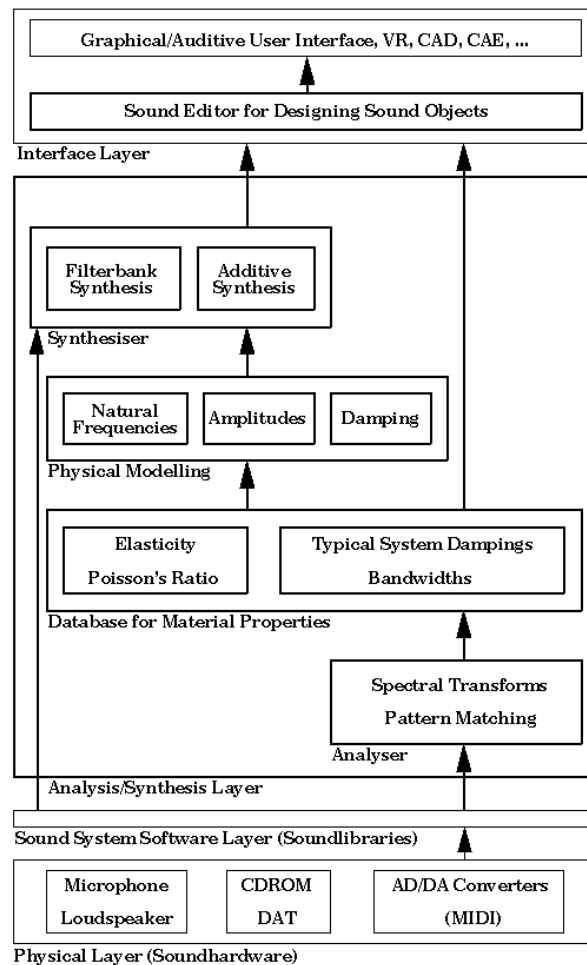 Graphical/Auditive User Interface, VR, CAD, CAE, ...
Sound Editor for Designing Sound Objects
Interface Layer
Filterbank
Synthesis
Additive
Synthesis
Synthesiser
Natural
Frequencies
Amplitudes
Damping
Physical Modelling
Elasticity
Poisson's Ratio
Typical System Dampings
Bandwidths
Database for Material Properties
Spectral Transforms
Pattern Matching
Analyser
Analysis/Synthesis Layer
Sound System Software Layer (Soundlibraries)
Microphone
Loudspeaker
CDROM
DAT
AD/DA Converters
(MIDI)
Physical Layer (Soundhardware)